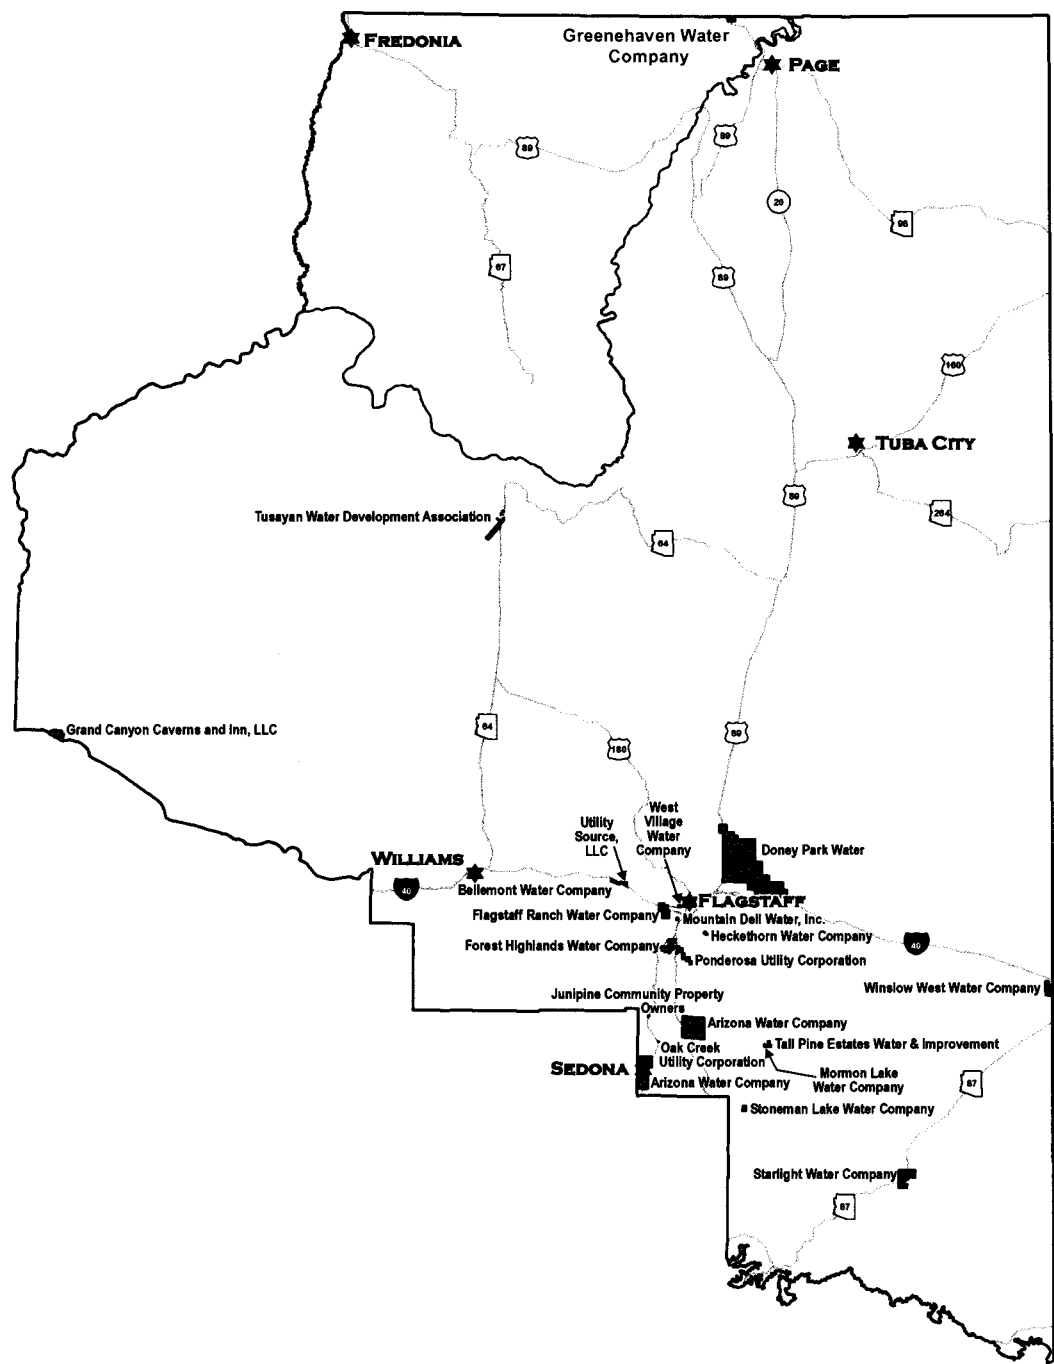 Greenehaven Water
Company
FREDONIA
PAGE
89
89
20
98
67
89
160
TUBA CITY
89
264
Tusayan Water Development Association
64
Grand Canyon Caverns and Inn, LLC
64
180
89
West
Village
Water
Company
Utility
Source,
LLC
Doney Park Water
WILLIAMS
40
Bellemont Water Company
FLAGSTAFF
Flagstaff Ranch Water Company
Mountain Dell Water, Inc.
Heckethorn Water Company
40
Forest Highlands Water Company
Ponderosa Utility Corporation
Winslow West Water Company
Junipine Community Property
Owners
Arizona Water Company
Oak Creek
Utility Corporation
Tall Pine Estates Water & Improvement
SEDONA
Mormon Lake
Water Company
Arizona Water Company
87
Stoneman Lake Water Company
Starlight Water Company
87